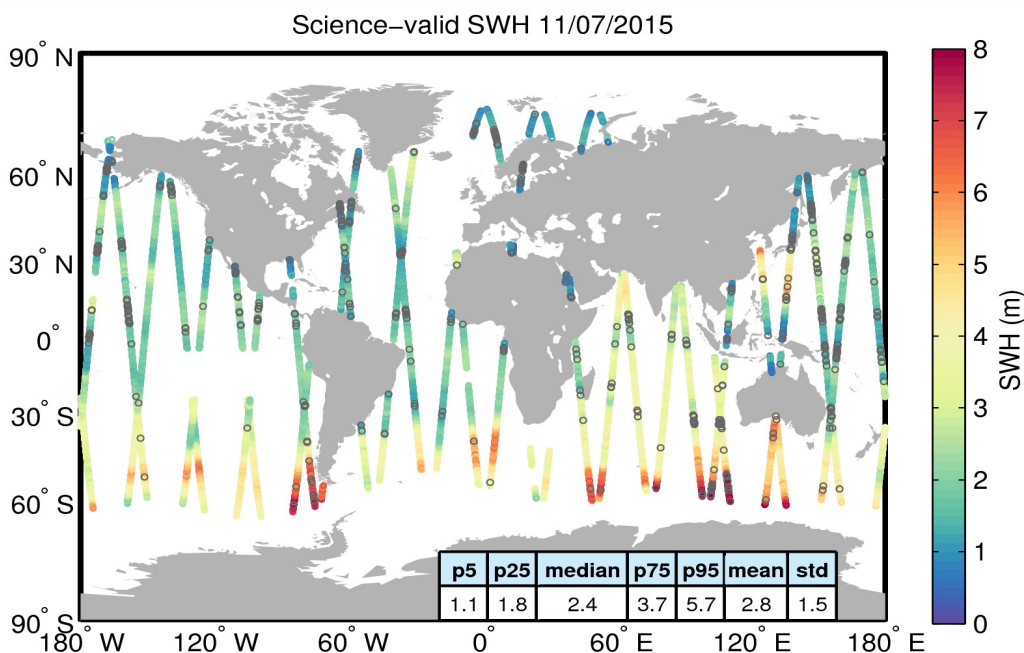 Science−valid SWH 11/07/2015
90° N
60° N
30° N
0°
30° S
60° S
90° S
180° W
120° W
60° W
0°
60° E
120° E
180° E
p5 p25 median p75 p95 mean std
1.1 1.8 2.4 3.7 5.7 2.8 1.5
8
7
6
5
4
3
2
1
0
SWH (m)